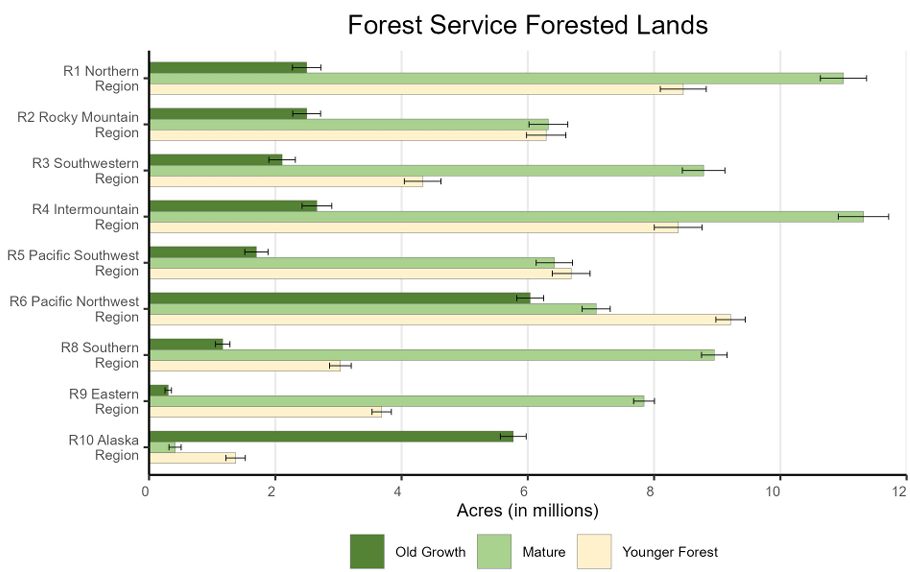 Forest Service Forested Lands
R1 Northern
Region
R2 Rocky Mountain
Region
R3 Southwestern
Region
R4 Intermountain
Region
R5 Pacific Southwest
Region
R6 Pacific Northwest
Region
R8 Southern
Region
R9 Eastern
Region
R10 Alaska
Region
0 2 4 6 8 10 12
Acres (in millions)
Old Growth Mature Younger Forest